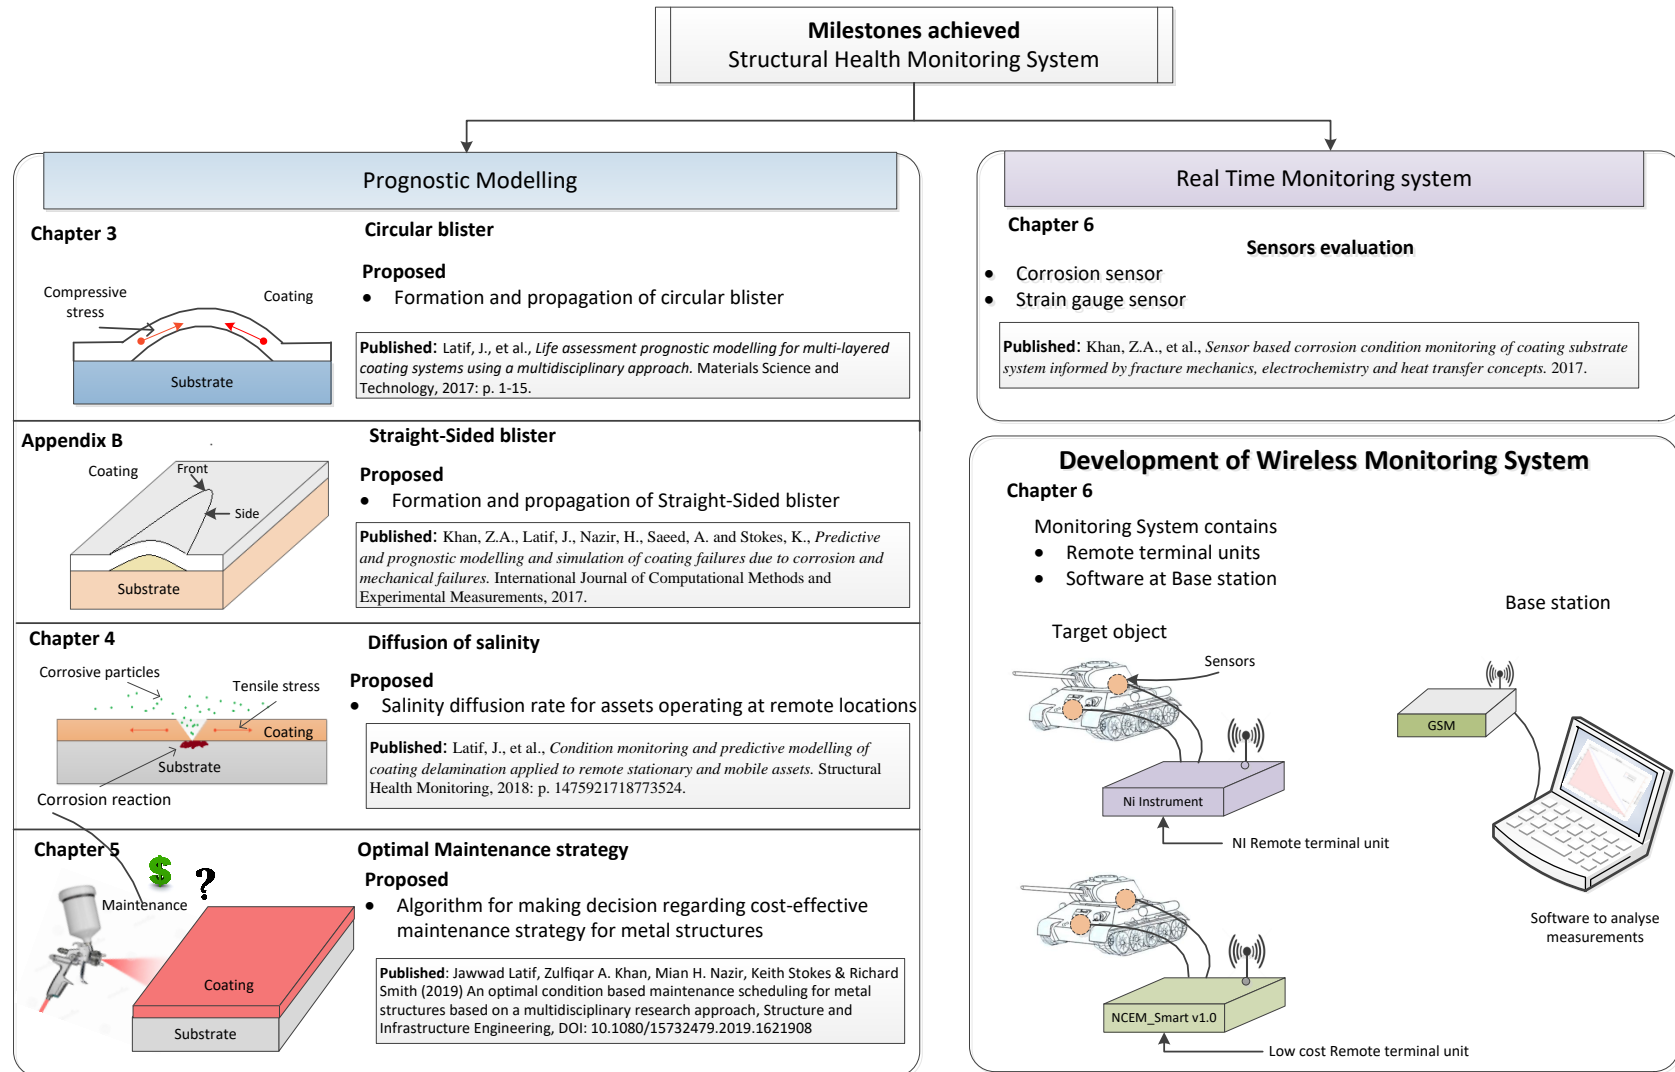 Milestones achieved
Structural Health Monitoring System
Prognostic Modelling
Chapter 3
Circular blister
Proposed
• Formation and propagation of circular blister
Compressive
stress
Coating
Substrate
Published: Latif, J., et al., Life assessment prognostic modelling for multi-layered
coating systems using a multidisciplinary approach. Materials Science and
Technology, 2017: p. 1-15.
Appendix B
Straight-Sided blister
Proposed
• Formation and propagation of Straight-Sided blister
Coating
Front
Side
Substrate
Published: Khan, Z.A., Latif, J., Nazir, H., Saeed, A. and Stokes, K., Predictive
and prognostic modelling and simulation of coating failures due to corrosion and
mechanical failures. International Journal of Computational Methods and
Experimental Measurements, 2017.
Chapter 4
Diffusion of salinity
Proposed
• Salinity diffusion rate for assets operating at remote locations
Corrosive particles
Tensile stress
Coating
Substrate
Corrosion reaction
Published: Latif, J., et al., Condition monitoring and predictive modelling of
coating delamination applied to remote stationary and mobile assets. Structural
Health Monitoring, 2018: p. 1475921718773524.
Chapter 5
Optimal Maintenance strategy
Proposed
• Algorithm for making decision regarding cost-effective
maintenance strategy for metal structures
$
?
Maintenance
Coating
Substrate
Published: Jawwad Latif, Zulfiqar A. Khan, Mian H. Nazir, Keith Stokes & Richard
Smith (2019) An optimal condition based maintenance scheduling for metal
structures based on a multidisciplinary research approach, Structure and
Infrastructure Engineering, DOI: 10.1080/15732479.2019.1621908
Real Time Monitoring system
Chapter 6
Sensors evaluation
• Corrosion sensor
• Strain gauge sensor
Published: Khan, Z.A., et al., Sensor based corrosion condition monitoring of coating substrate
system informed by fracture mechanics, electrochemistry and heat transfer concepts. 2017.
Development of Wireless Monitoring System
Chapter 6
Monitoring System contains
• Remote terminal units
• Software at Base station
Base station
Target object
Sensors
GSM
Ni Instrument
NI Remote terminal unit
Software to analyse
measurements
NCEM_Smart v1.0
Low cost Remote terminal unit